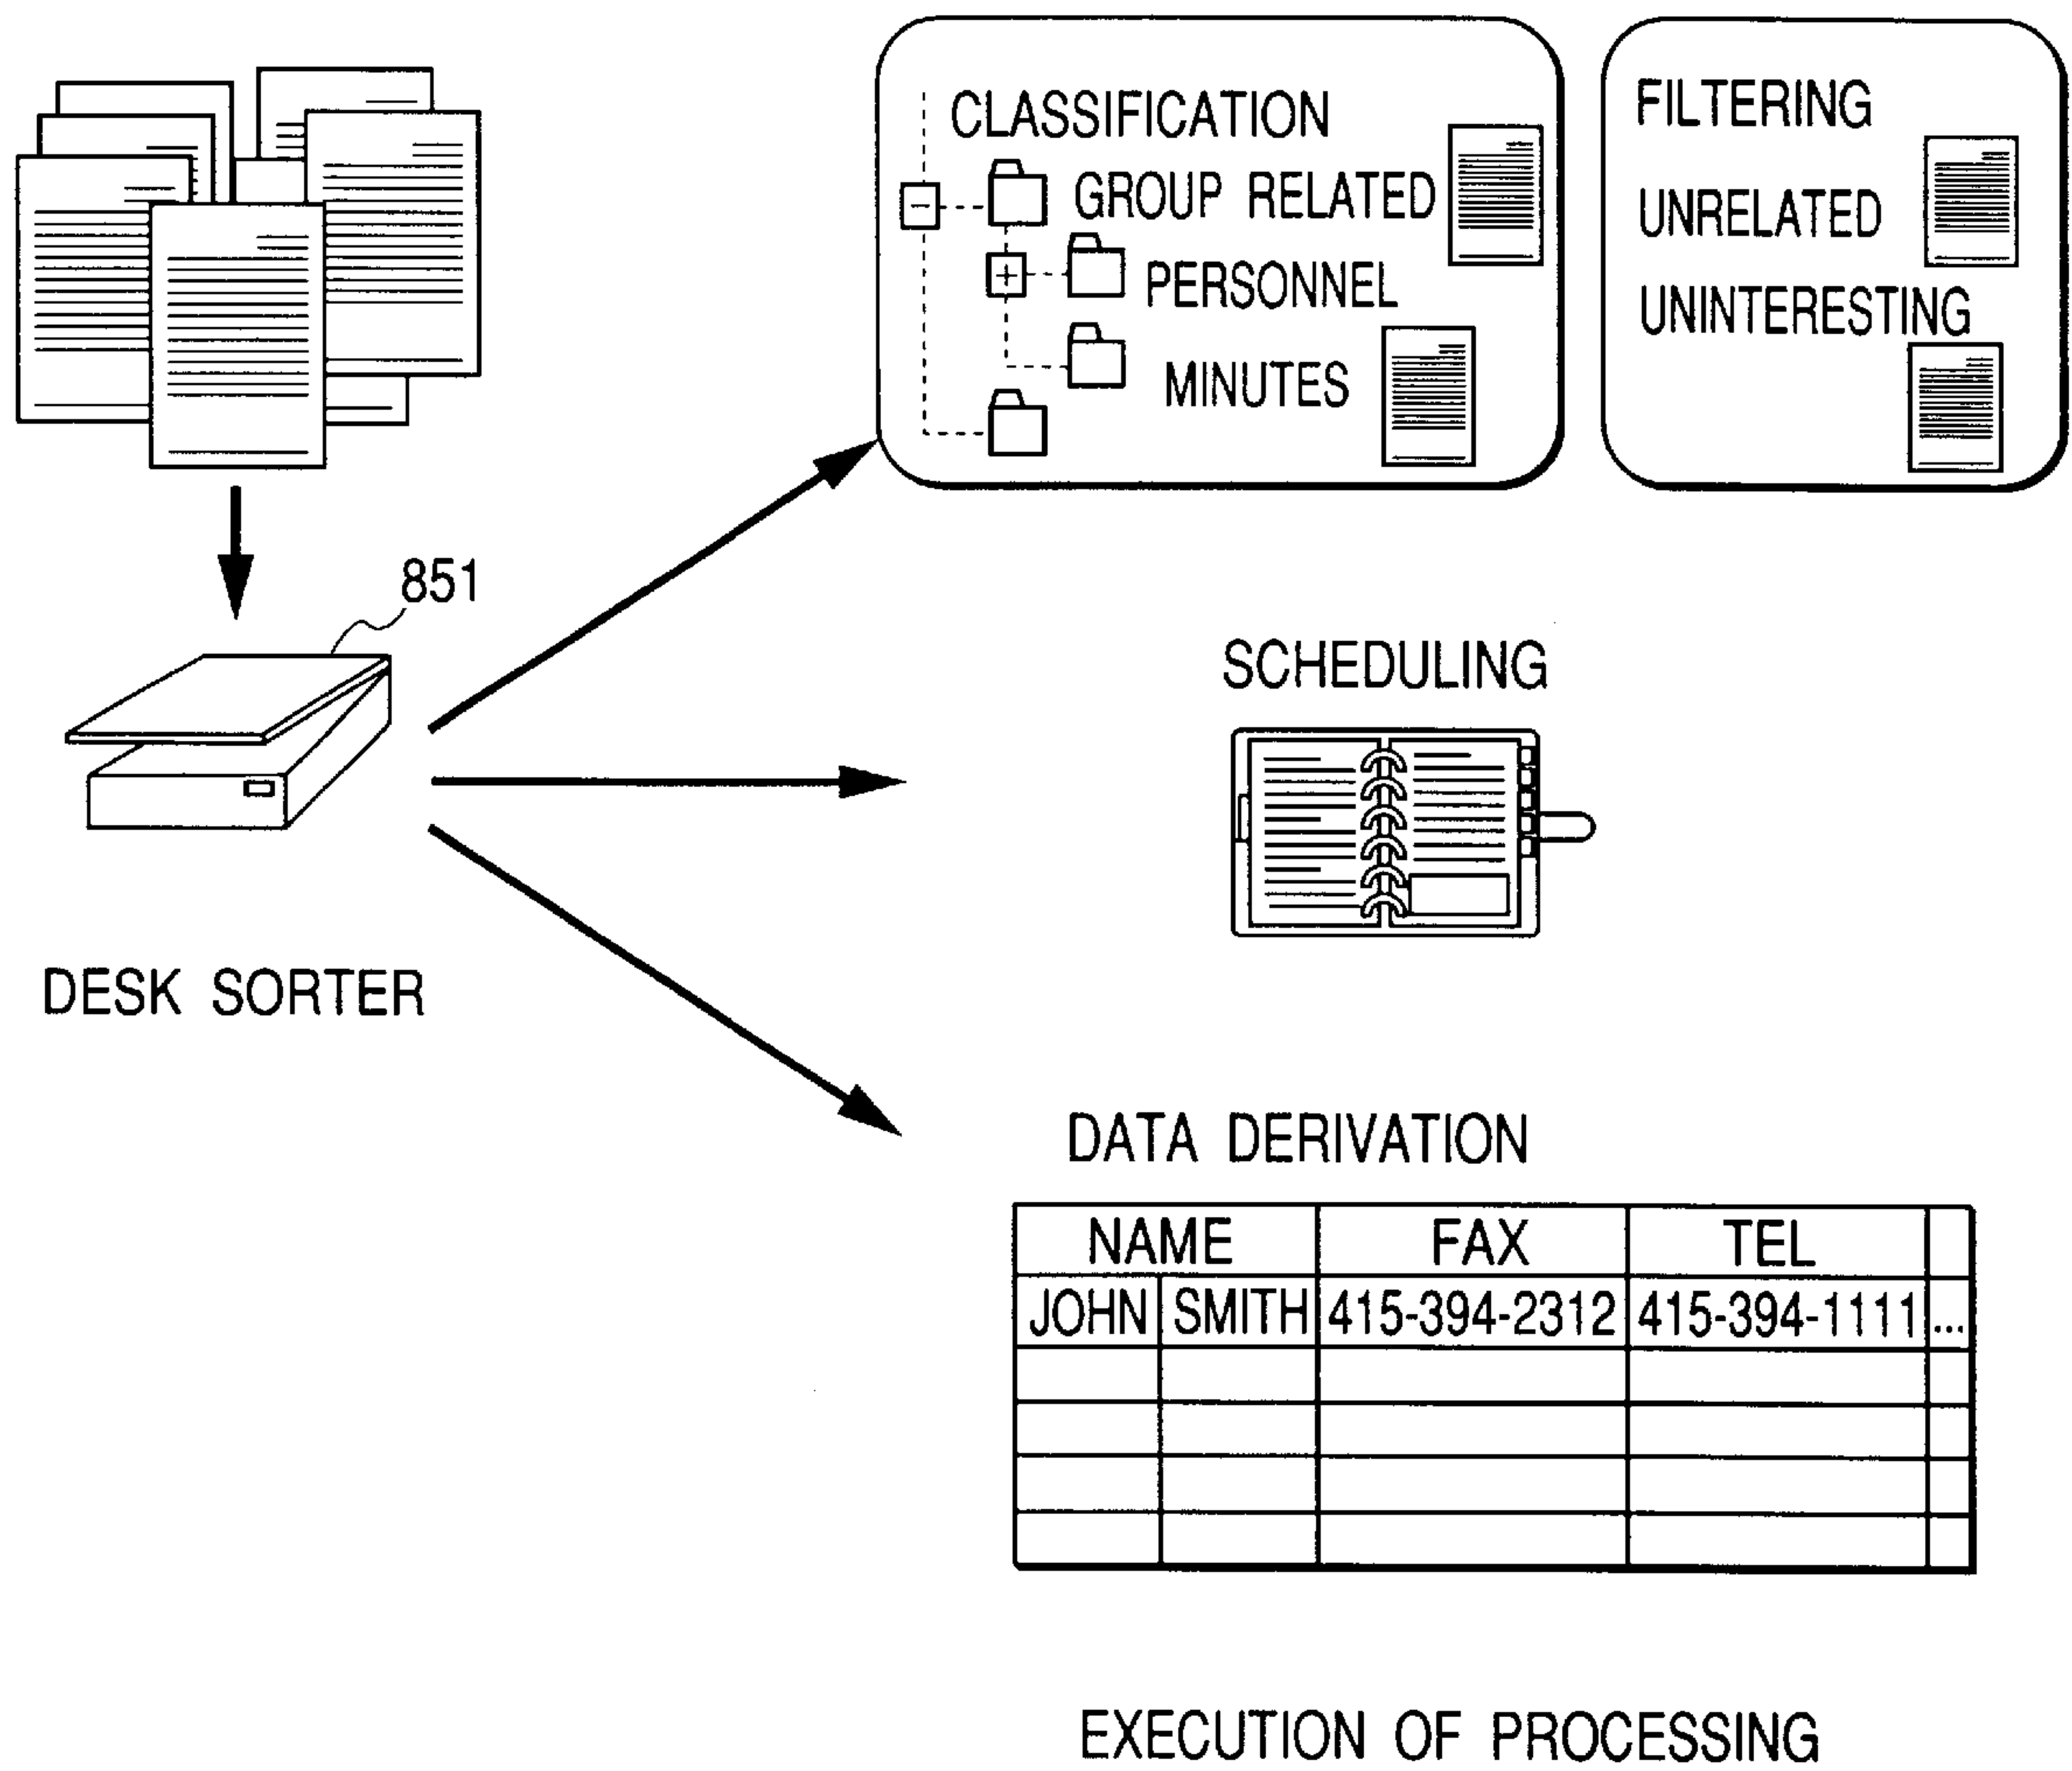 CLASSIFICATION
GROUP RELATED
PERSONNEL
MINUTES
FILTERING
UNRELATED
UNINTERESTING
851
DESK SORTER
SCHEDULING
DATA DERIVATION
NAME FAX TEL
JOHN SMITH 415-394-2312 415-394-1111 ...
EXECUTION OF PROCESSING